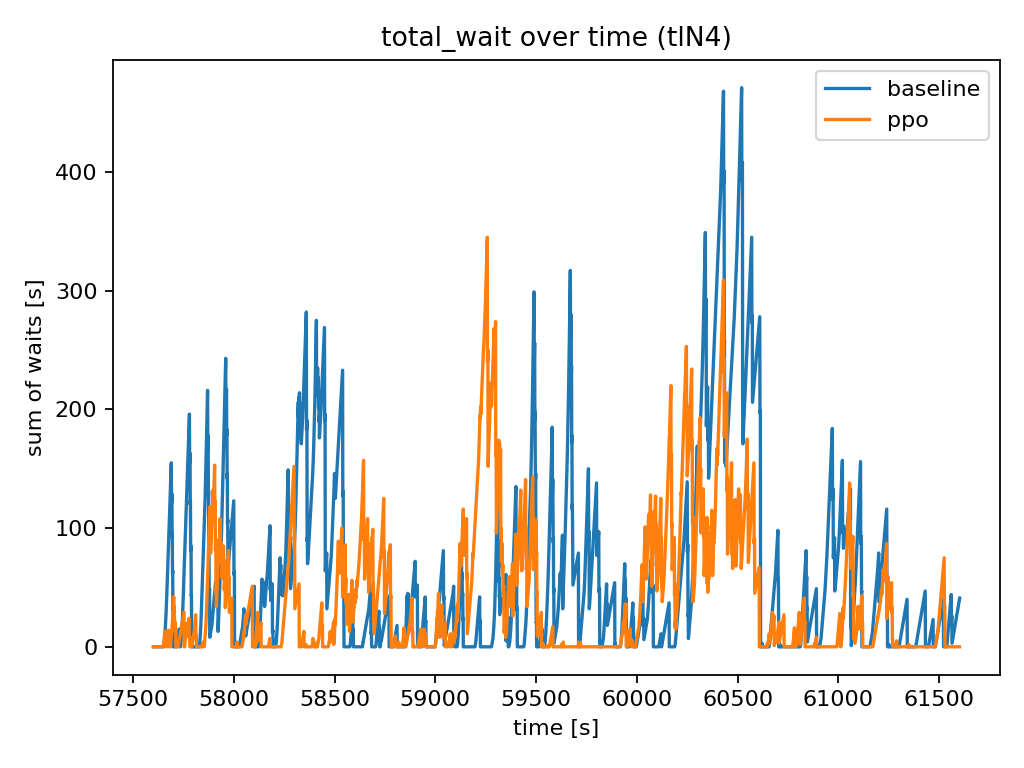 total_wait over time (tlN4)
baseline
ppo
sum of waits [s]
400
300
200
100
0
57500 58000 58500 59000 59500 60000 60500 61000 61500
time [s]